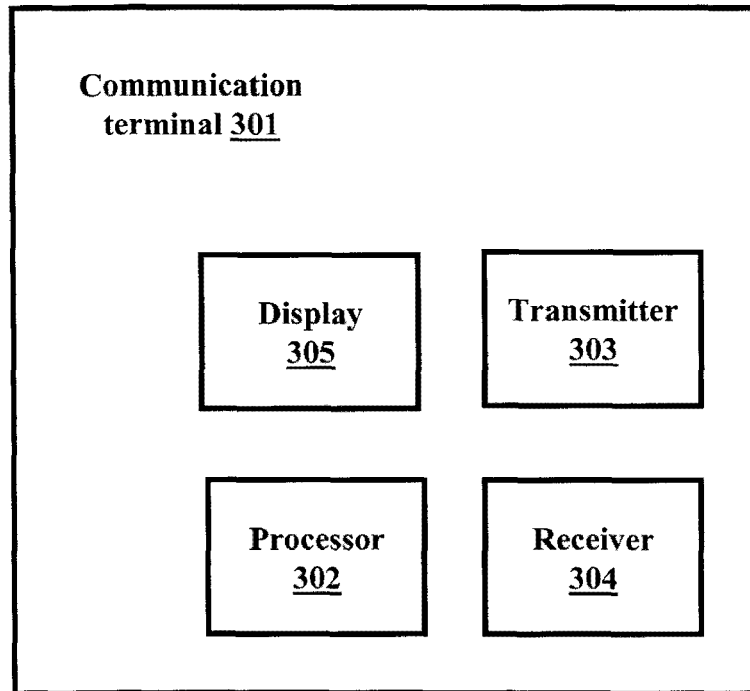 Communication
terminal 301
Display
305
Transmitter
303
Processor
302
Receiver
304